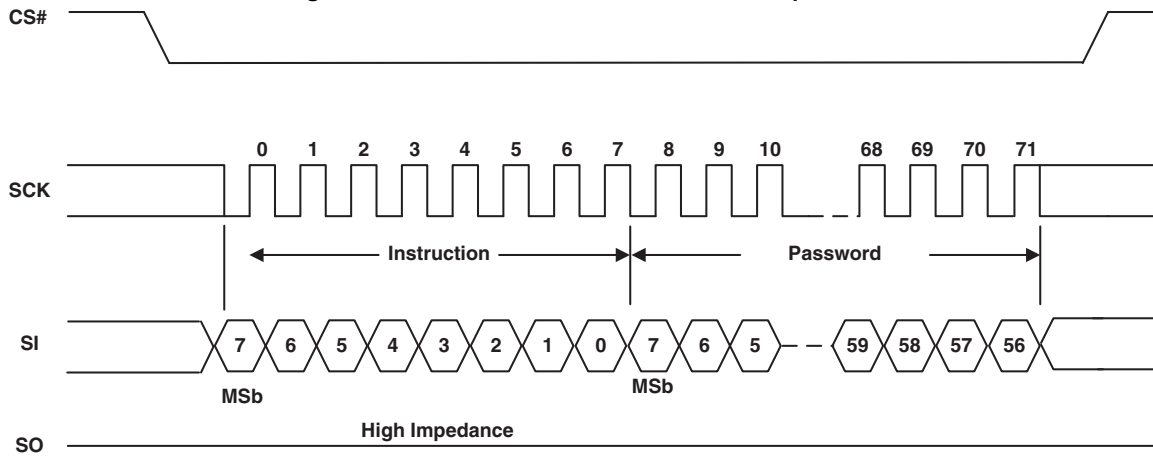 CS#
0 1 2 3 4 5 6 7 8 9 10 68 69 70 71
SCK
Instruction Password
SI 7 6 5 4 3 2 1 0 7 6 5 59 58 57 56
MSb MSb
High Impedance
SO